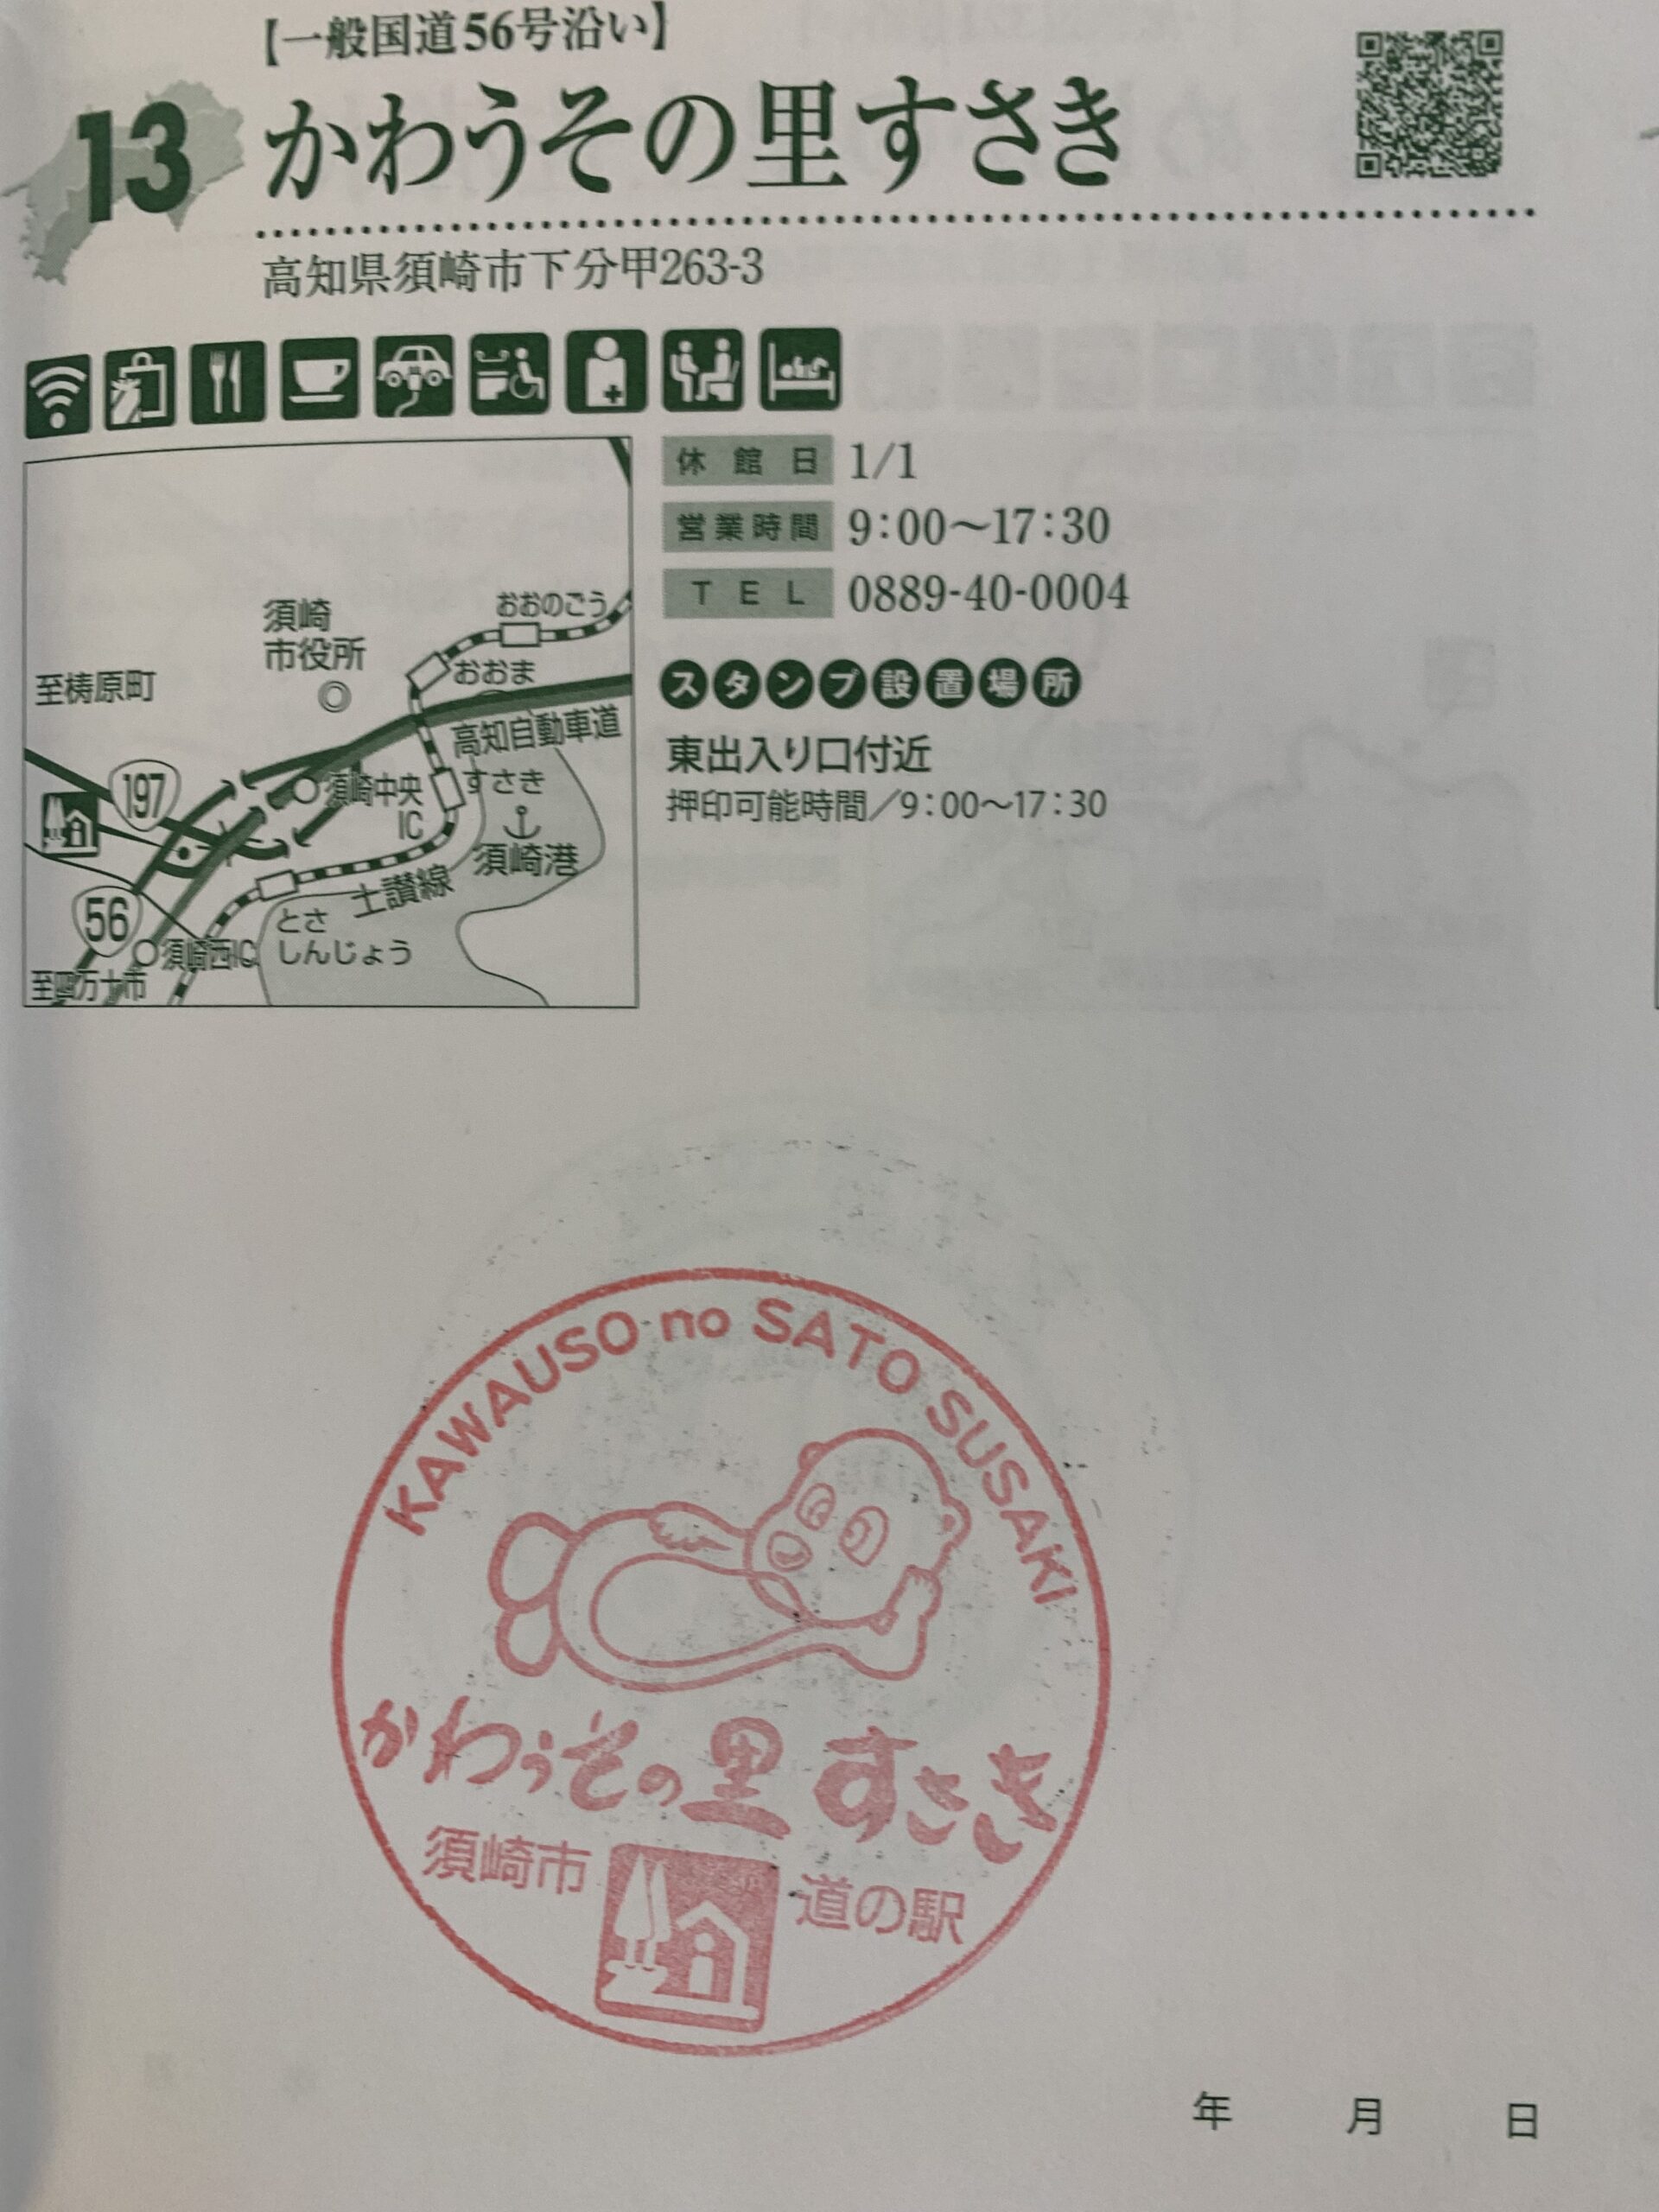 【一般国道56号沿い】
13
かわうその里すさき
高知県須崎市下分甲263-3
休館日 1/1
営業時間 9:00～17:30
TEL 0889-40-0004
スタンプ設置場所
東出入り口付近
押印可能時間／9:00～17:30
おおのごう
須崎
市役所
おおま
至梼原町
高知自動車道
197
須崎中央
IC
すさき
須崎港
土讃線
56
とさ
しんじょう
須崎西IC
至四万十市
KAWAUSO no SATO SUSAKI
かわうその里 すさき
須崎市
道の駅
年 月 日